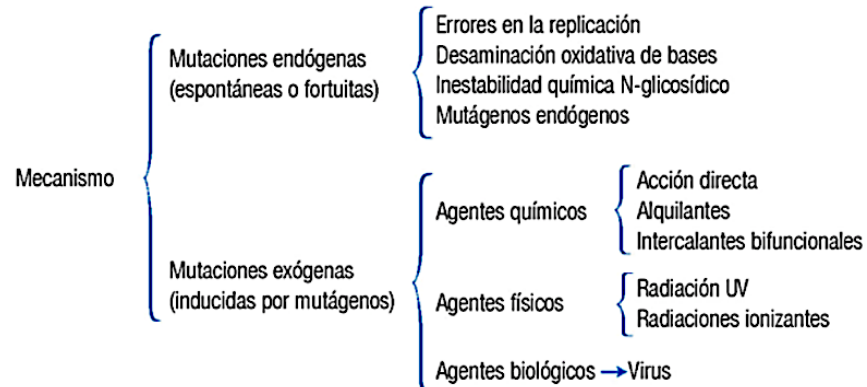 Mecanismo
Mutaciones endógenas
(espontáneas o fortuitas)
Errores en la replicación
Desaminación oxidativa de bases
Inestabilidad química N-glicosídico
Mutágenos endógenos
Mutaciones exógenas
(inducidas por mutágenos)
Agentes químicos
Acción directa
Alquilantes
Intercalantes bifuncionales
Agentes físicos
Radiación UV
Radiaciones ionizantes
Agentes biológicos → Virus